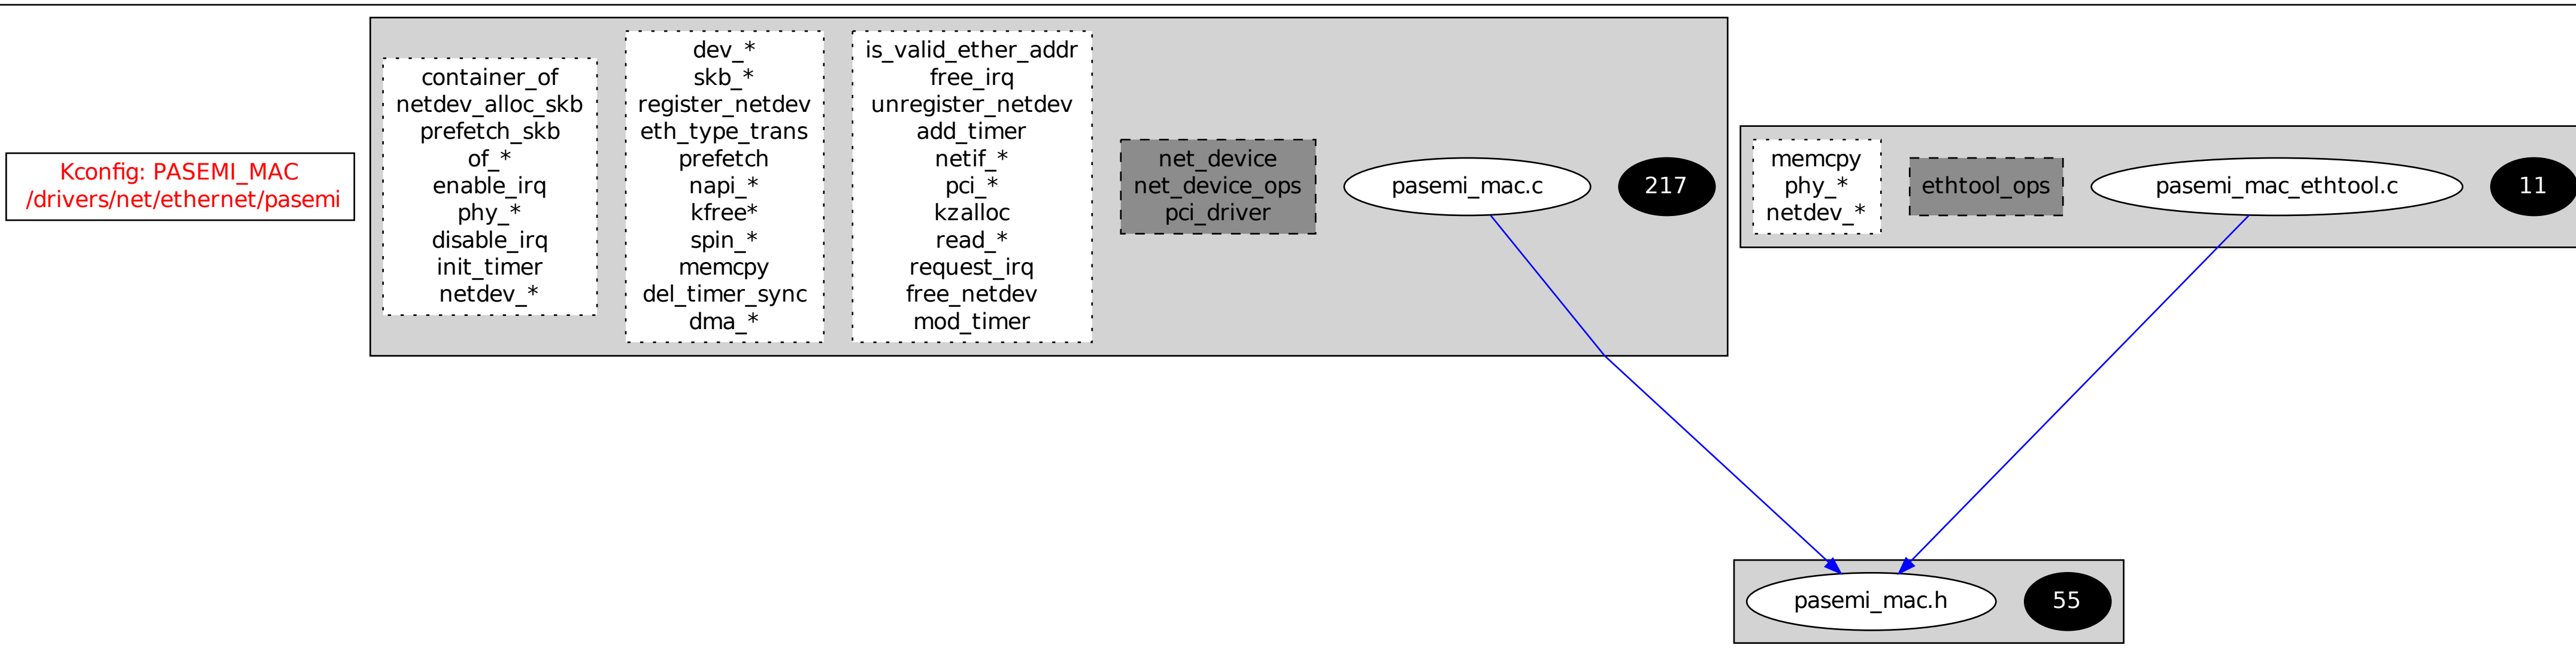 Kconfig: PASEMI_MAC
/drivers/net/ethernet/pasemi
container_of
netdev_alloc_skb
prefetch_skb
of_*
enable_irq
phy_*
disable_irq
init_timer
netdev_*
dev_*
skb_*
register_netdev
eth_type_trans
prefetch
napi_*
kfree*
spin_*
memcpy
del_timer_sync
dma_*
is_valid_ether_addr
free_irq
unregister_netdev
add_timer
netif_*
pci_*
kzalloc
read_*
request_irq
free_netdev
mod_timer
net_device
net_device_ops
pci_driver
pasemi_mac.c
217
memcpy
phy_*
netdev_*
ethtool_ops
pasemi_mac_ethtool.c
11
pasemi_mac.h
55